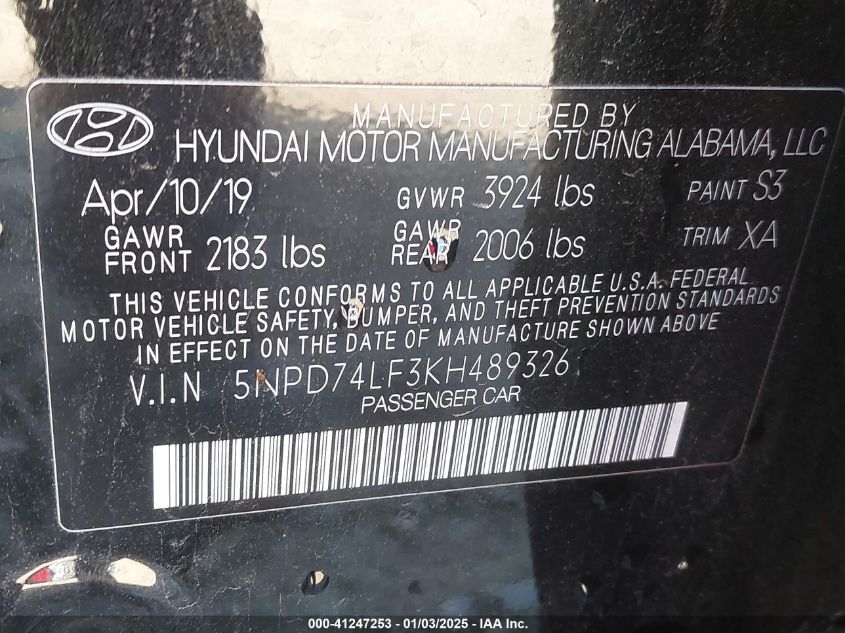 MANUFACTURED BY
HYUNDAI MOTOR MANUFACTURING ALABAMA, LLC
Apr/10/19 GVWR 3924 lbs PAINT S3
GAWR FRONT 2183 lbs GAWR REAR 2006 lbs TRIM XA
THIS VEHICLE CONFORMS TO ALL APPLICABLE U.S.A. FEDERAL
MOTOR VEHICLE SAFETY, BUMPER, AND THEFT PREVENTION STANDARDS
IN EFFECT ON THE DATE OF MANUFACTURE SHOWN ABOVE
V.I.N 5NPD74LF3KH489326
PASSENGER CAR
000-41247253 - 01/03/2025 - IAA Inc.